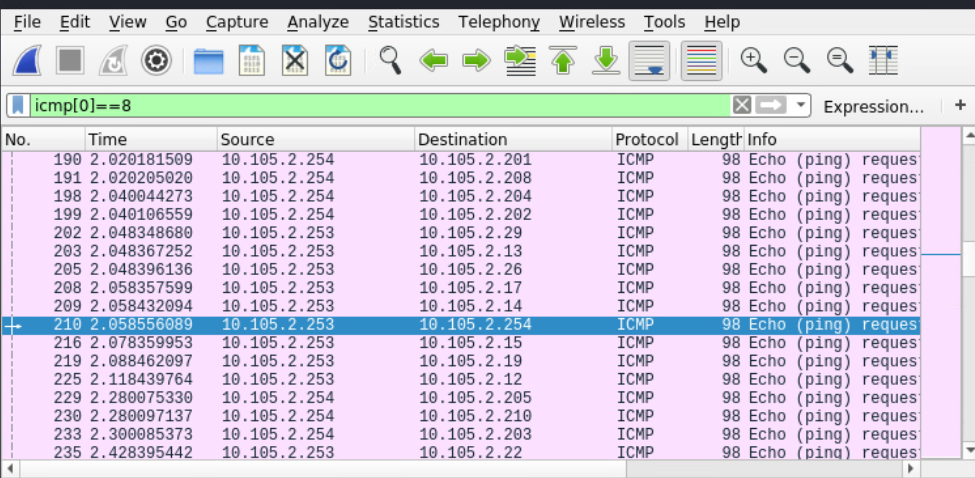 File Edit View Go Capture Analyze Statistics Telephony Wireless Tools Help
icmp[0]==8 Expression... +
No. Time Source Destination Protocol Length Info
190 2.020181509 10.105.2.254 10.105.2.201 ICMP 98 Echo (ping) reques
191 2.020205020 10.105.2.254 10.105.2.208 ICMP 98 Echo (ping) reques
198 2.040044273 10.105.2.254 10.105.2.204 ICMP 98 Echo (ping) reques
199 2.040106559 10.105.2.254 10.105.2.202 ICMP 98 Echo (ping) reques
202 2.048348680 10.105.2.253 10.105.2.29 ICMP 98 Echo (ping) reques
203 2.048367252 10.105.2.253 10.105.2.13 ICMP 98 Echo (ping) reques
205 2.048396136 10.105.2.253 10.105.2.26 ICMP 98 Echo (ping) reques
208 2.058357599 10.105.2.253 10.105.2.17 ICMP 98 Echo (ping) reques
209 2.058432094 10.105.2.253 10.105.2.14 ICMP 98 Echo (ping) reques
210 2.058556089 10.105.2.253 10.105.2.254 ICMP 98 Echo (ping) reques
216 2.078359953 10.105.2.253 10.105.2.15 ICMP 98 Echo (ping) reques
219 2.088462097 10.105.2.253 10.105.2.19 ICMP 98 Echo (ping) reques
225 2.118439764 10.105.2.253 10.105.2.12 ICMP 98 Echo (ping) reques
229 2.280075330 10.105.2.254 10.105.2.205 ICMP 98 Echo (ping) reques
230 2.280097137 10.105.2.254 10.105.2.210 ICMP 98 Echo (ping) reques
233 2.300085373 10.105.2.254 10.105.2.203 ICMP 98 Echo (ping) reques
235 2.428395442 10.105.2.253 10.105.2.22 ICMP 98 Echo (ping) reques